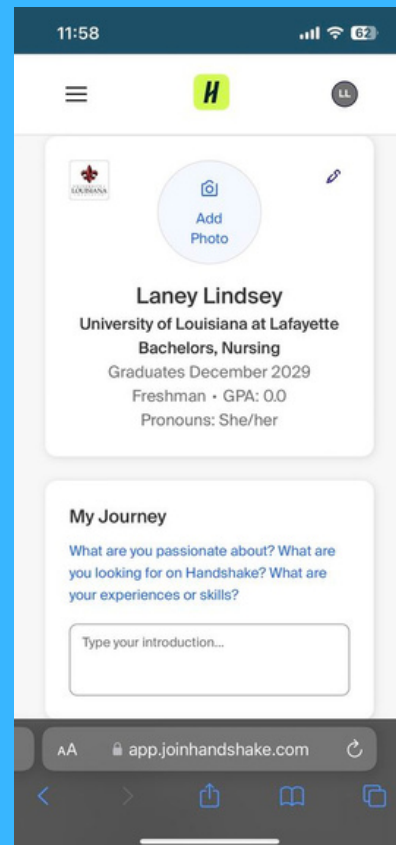 11:58
62
H
LL
LOUISIANA
Add
Photo
Laney Lindsey
University of Louisiana at Lafayette
Bachelors, Nursing
Graduates December 2029
Freshman • GPA: 0.0
Pronouns: She/her
My Journey
What are you passionate about? What are
you looking for on Handshake? What are
your experiences or skills?
Type your introduction...
AA app.joinhandshake.com